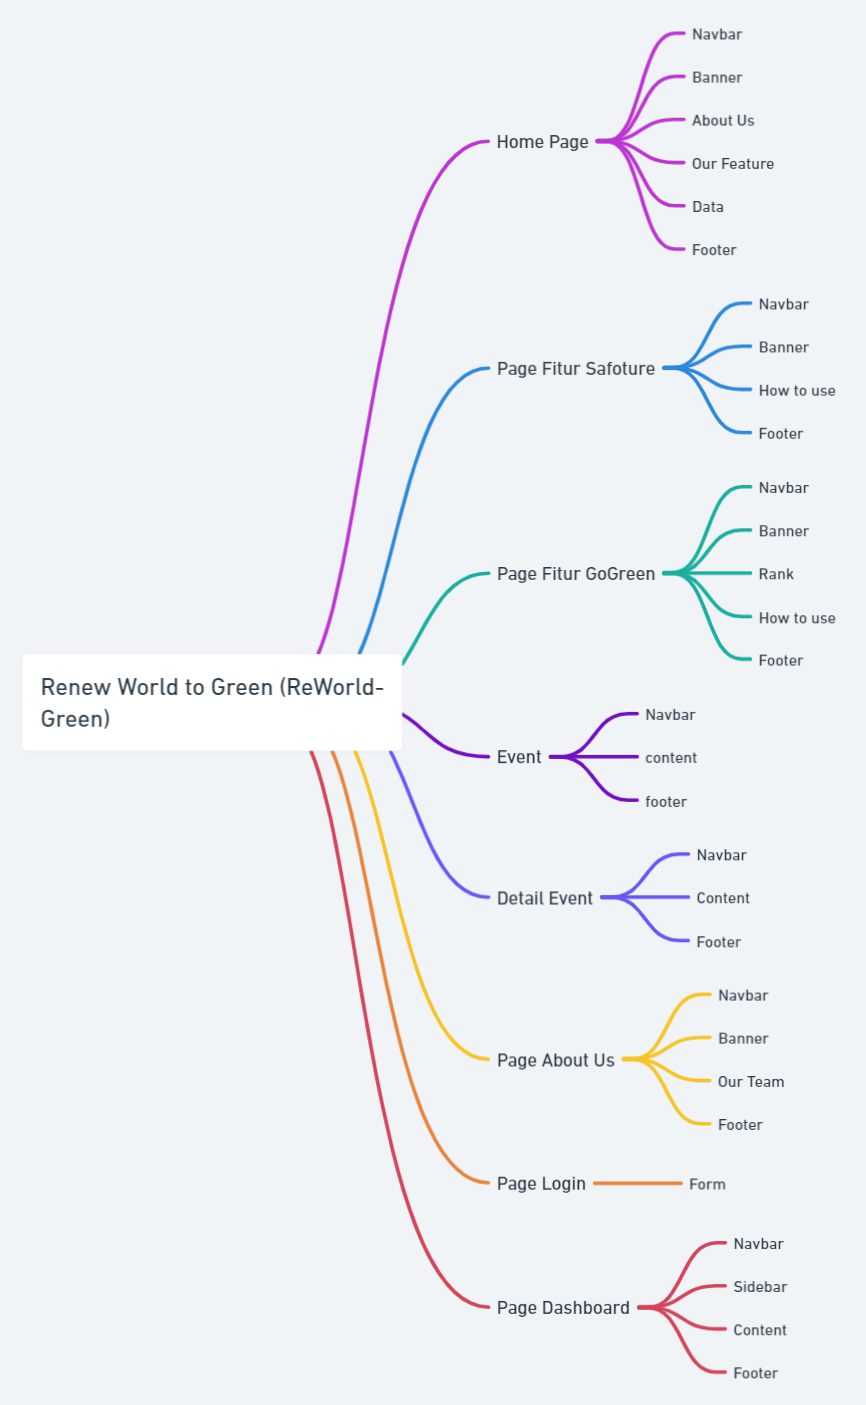 Renew World to Green (ReWorld-
Green)
Home Page
Navbar
Banner
About Us
Our Feature
Data
Footer
Page Fitur Safoture
Navbar
Banner
How to use
Footer
Page Fitur GoGreen
Navbar
Banner
Rank
How to use
Footer
Event
Navbar
content
footer
Detail Event
Navbar
Content
Footer
Page About Us
Navbar
Banner
Our Team
Footer
Page Login
Form
Page Dashboard
Navbar
Sidebar
Content
Footer